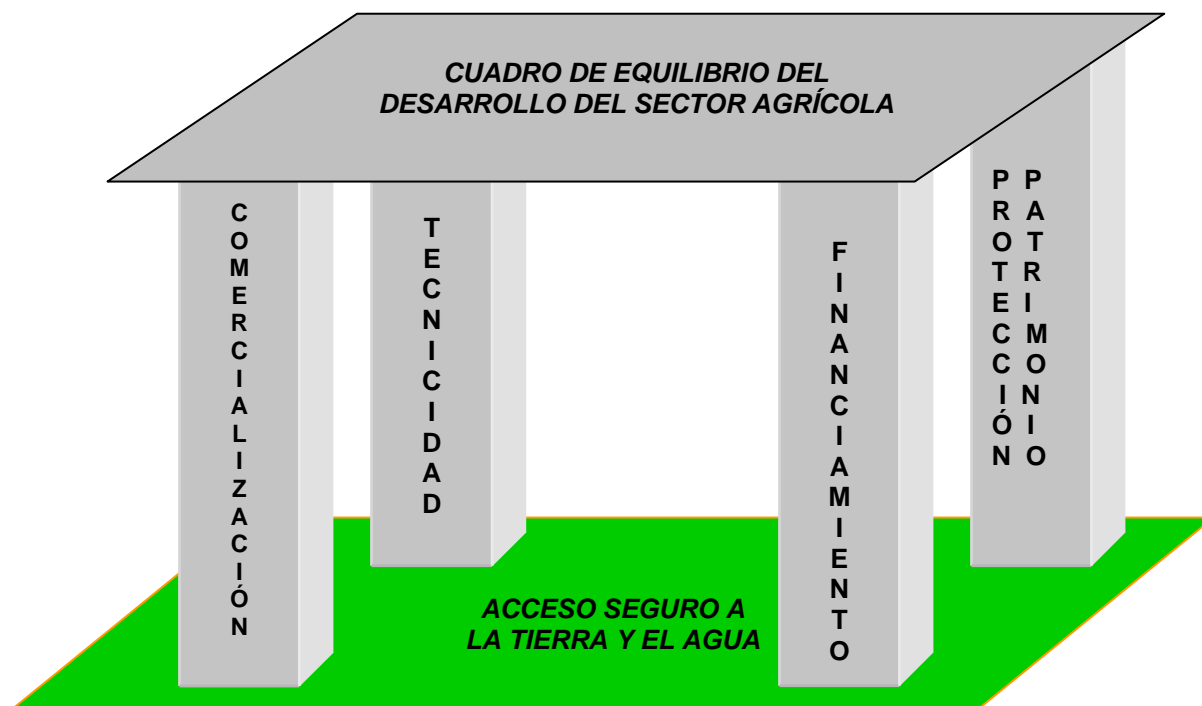 CUADRO DE EQUILIBRIO DEL
DESARROLLO DEL SECTOR AGRÍCOLA
COMERCIALIZACIÓN
TECNICIDAD
FINANCIAMIENTO
PROTECCIÓN
PATRIMONIO
ACCESO SEGURO A
LA TIERRA Y EL AGUA